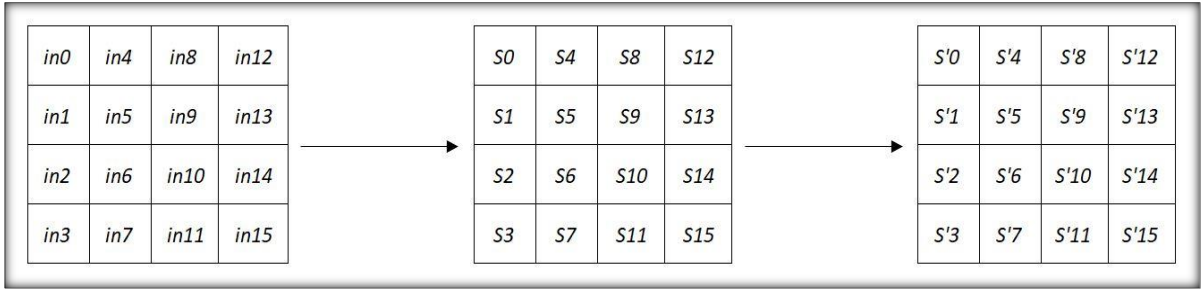 in0 in4 in8 in12 S0 S4 S8 S12 S'0 S'4 S'8 S'12
in1 in5 in9 in13 S1 S5 S9 S13 S'1 S'5 S'9 S'13
in2 in6 in10 in14 S2 S6 S10 S14 S'2 S'6 S'10 S'14
in3 in7 in11 in15 S3 S7 S11 S15 S'3 S'7 S'11 S'15